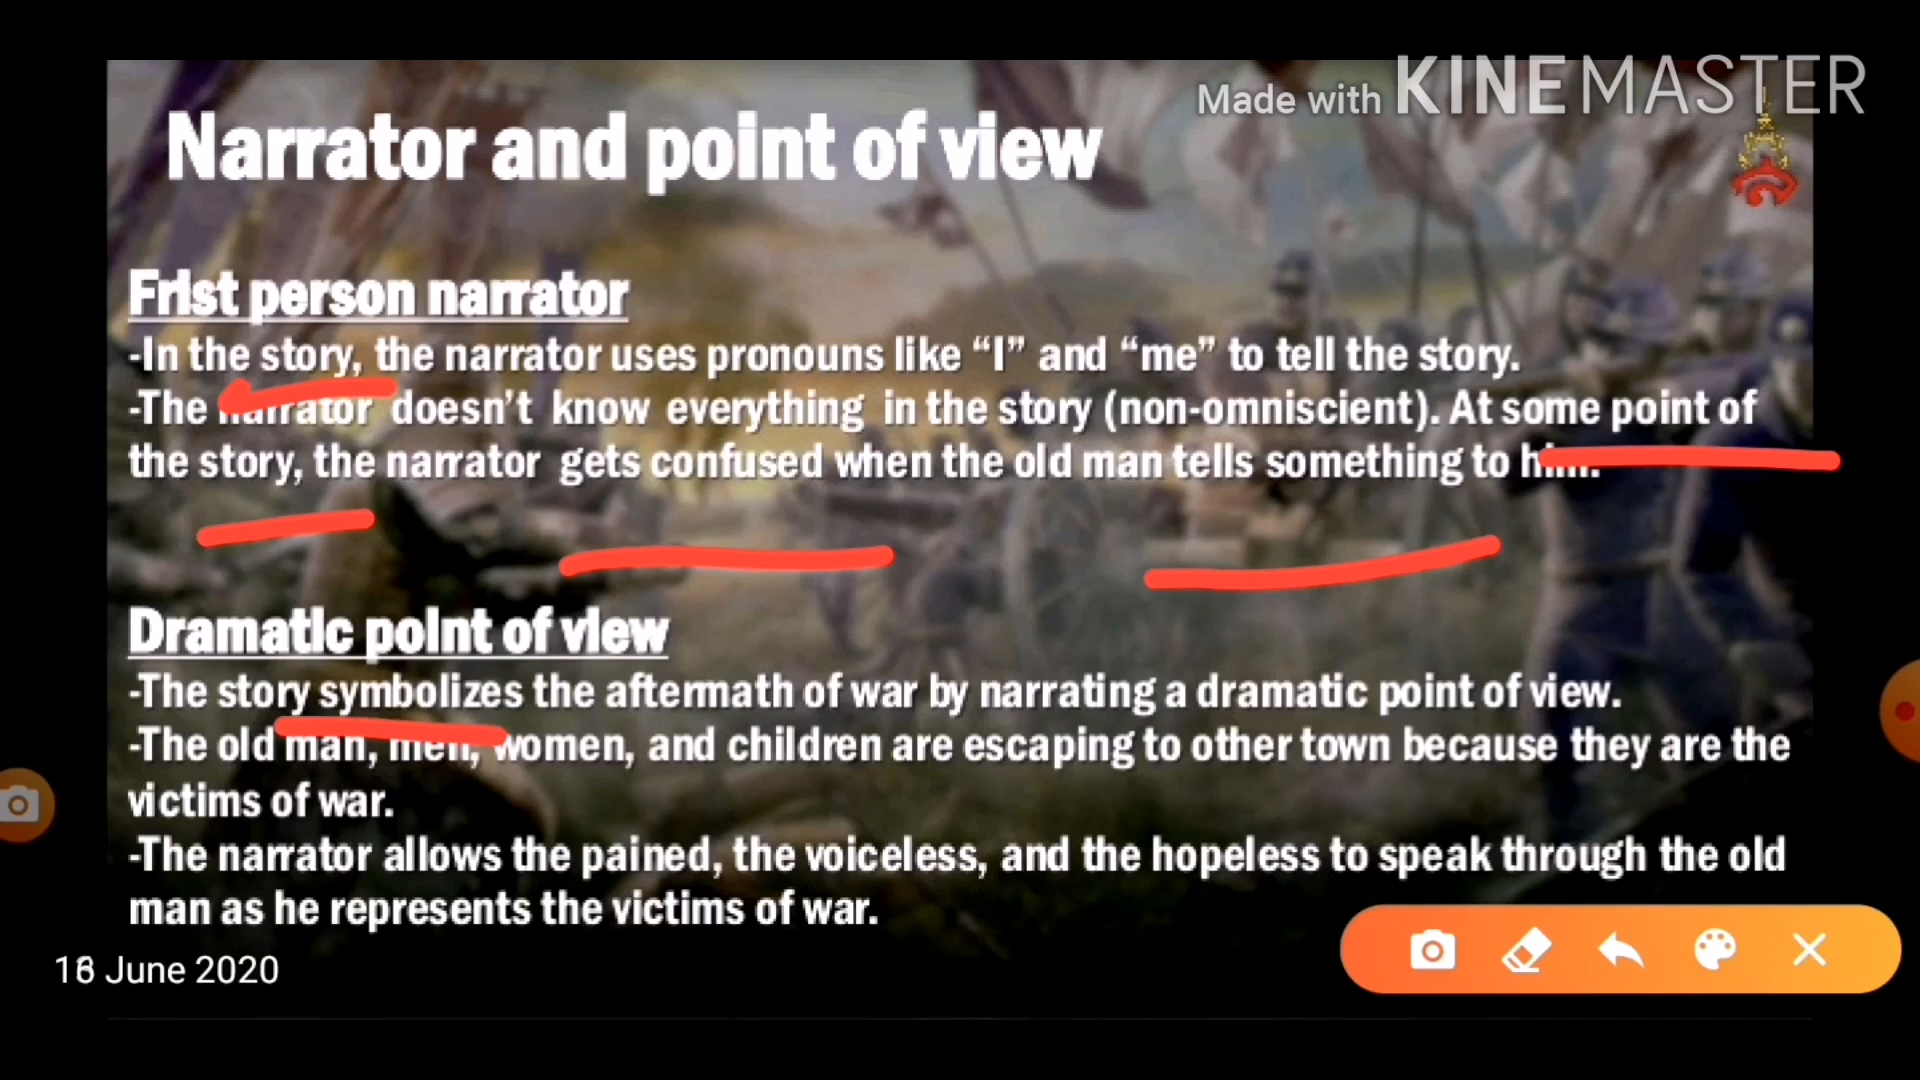 Made with KINEMASTER
Narrator and point of view
Frist person narrator
-In the story, the narrator uses pronouns like “I” and “me” to tell the story.
-The narrator doesn’t know everything in the story (non-omniscient). At some point of
the story, the narrator gets confused when the old man tells something to him.
Dramatic point of view
-The story symbolizes the aftermath of war by narrating a dramatic point of view.
-The old man, men, women, and children are escaping to other town because they are the
victims of war.
-The narrator allows the pained, the voiceless, and the hopeless to speak through the old
man as he represents the victims of war.
June 2020